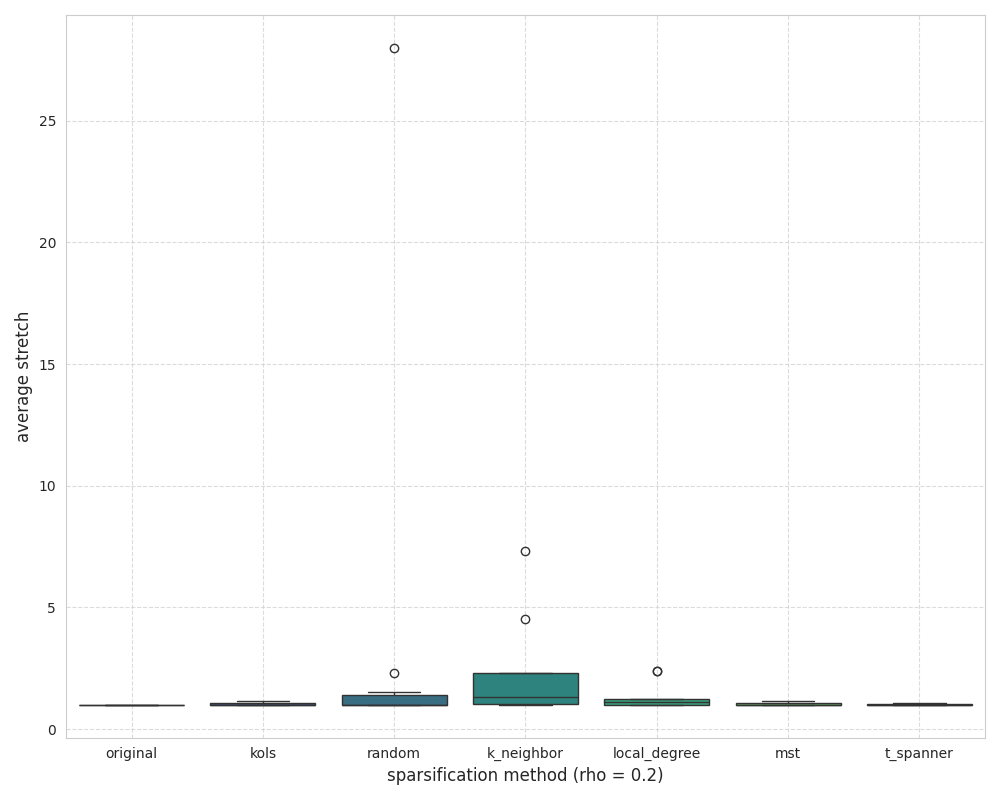 average stretch
25
20
15
10
5
0
original kols random k_neighbor local_degree mst t_spanner
sparsification method (rho = 0.2)